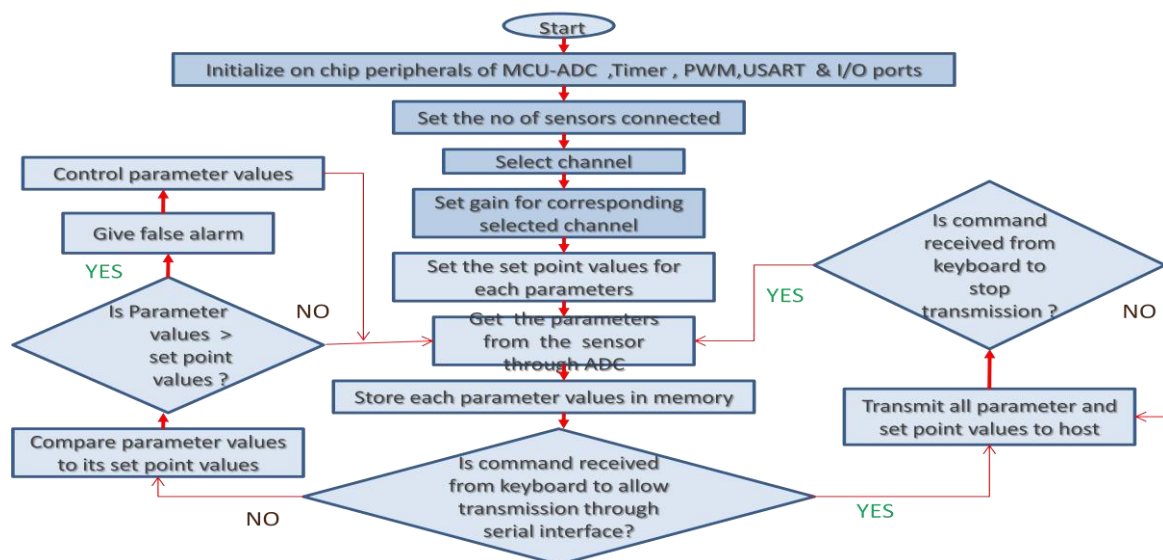 Start
Initialize on chip peripherals of MCU-ADC ,Timer , PWM,USART & I/O ports
Set the no of sensors connected
Select channel
Set gain for corresponding
selected channel
Set the set point values for
each parameters
Get the parameters
from the sensor
through ADC
Store each parameter values in memory
Is command received
from keyboard to allow
transmission through
serial interface?
NO
YES
Compare parameter values
to its set point values
Is Parameter
values >
set point
values ?
YES
NO
Give false alarm
Control parameter values
Transmit all parameter and
set point values to host
Is command
received from
keyboard to
stop
transmission ?
YES
NO